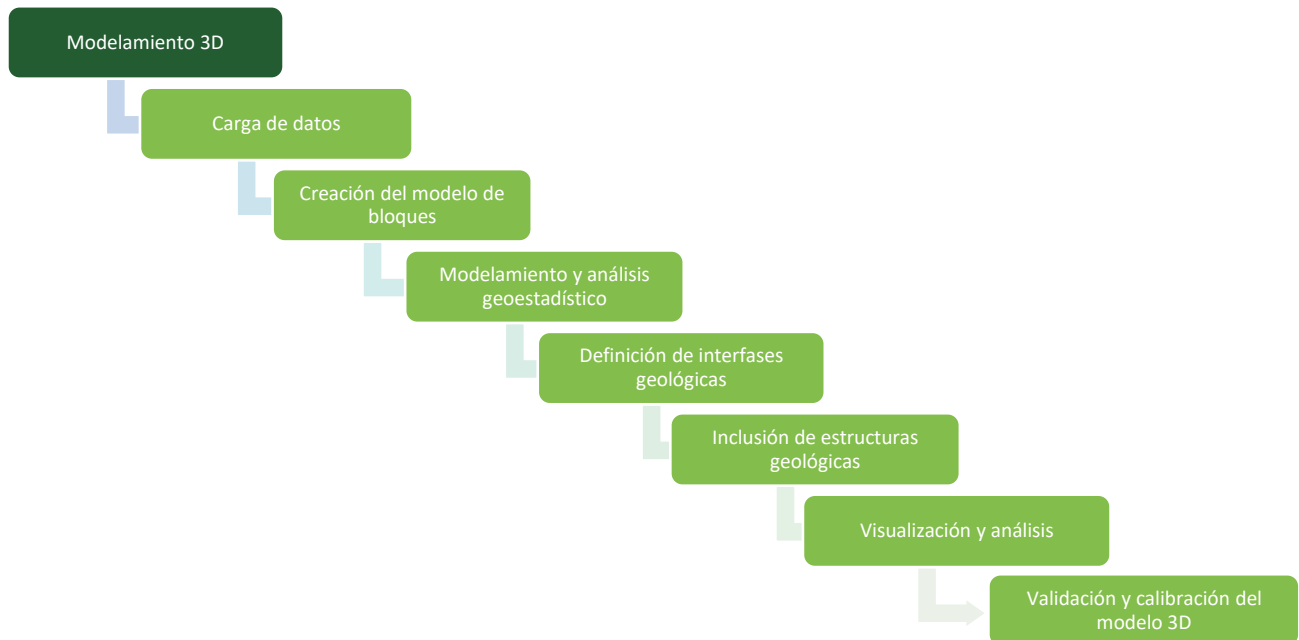 Modelamiento 3D
Carga de datos
Creación del modelo de
bloques
Modelamiento y análisis
geoestadístico
Definición de interfases
geológicas
Inclusión de estructuras
geológicas
Visualización y análisis
Validación y calibración del
modelo 3D